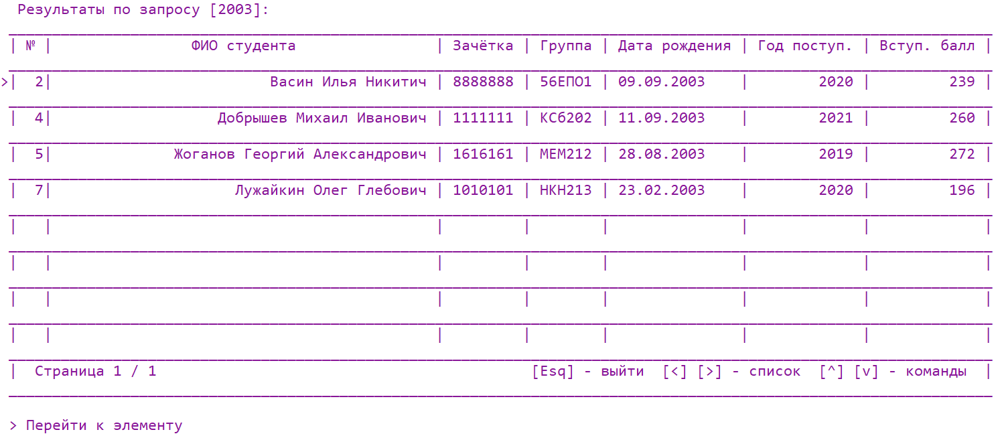 Результаты по запросу [2003]:
| № | ФИО студента | Зачётка | Группа | Дата рождения | Год поступ. | Вступ. балл |
>| 2| Васин Илья Никитич | 8888888 | 56ЕПО1 | 09.09.2003 | 2020 | 239 |
| 4| Добрышев Михаил Иванович | 1111111 | КСб202 | 11.09.2003 | 2021 | 260 |
| 5| Жоганов Георгий Александрович | 1616161 | МЕМ212 | 28.08.2003 | 2019 | 272 |
| 7| Лужайкин Олег Глебович | 1010101 | НКН213 | 23.02.2003 | 2020 | 196 |
| Страница 1 / 1 [Esq] - выйти [<] [>] - список [^] [v] - команды |
> Перейти к элементу